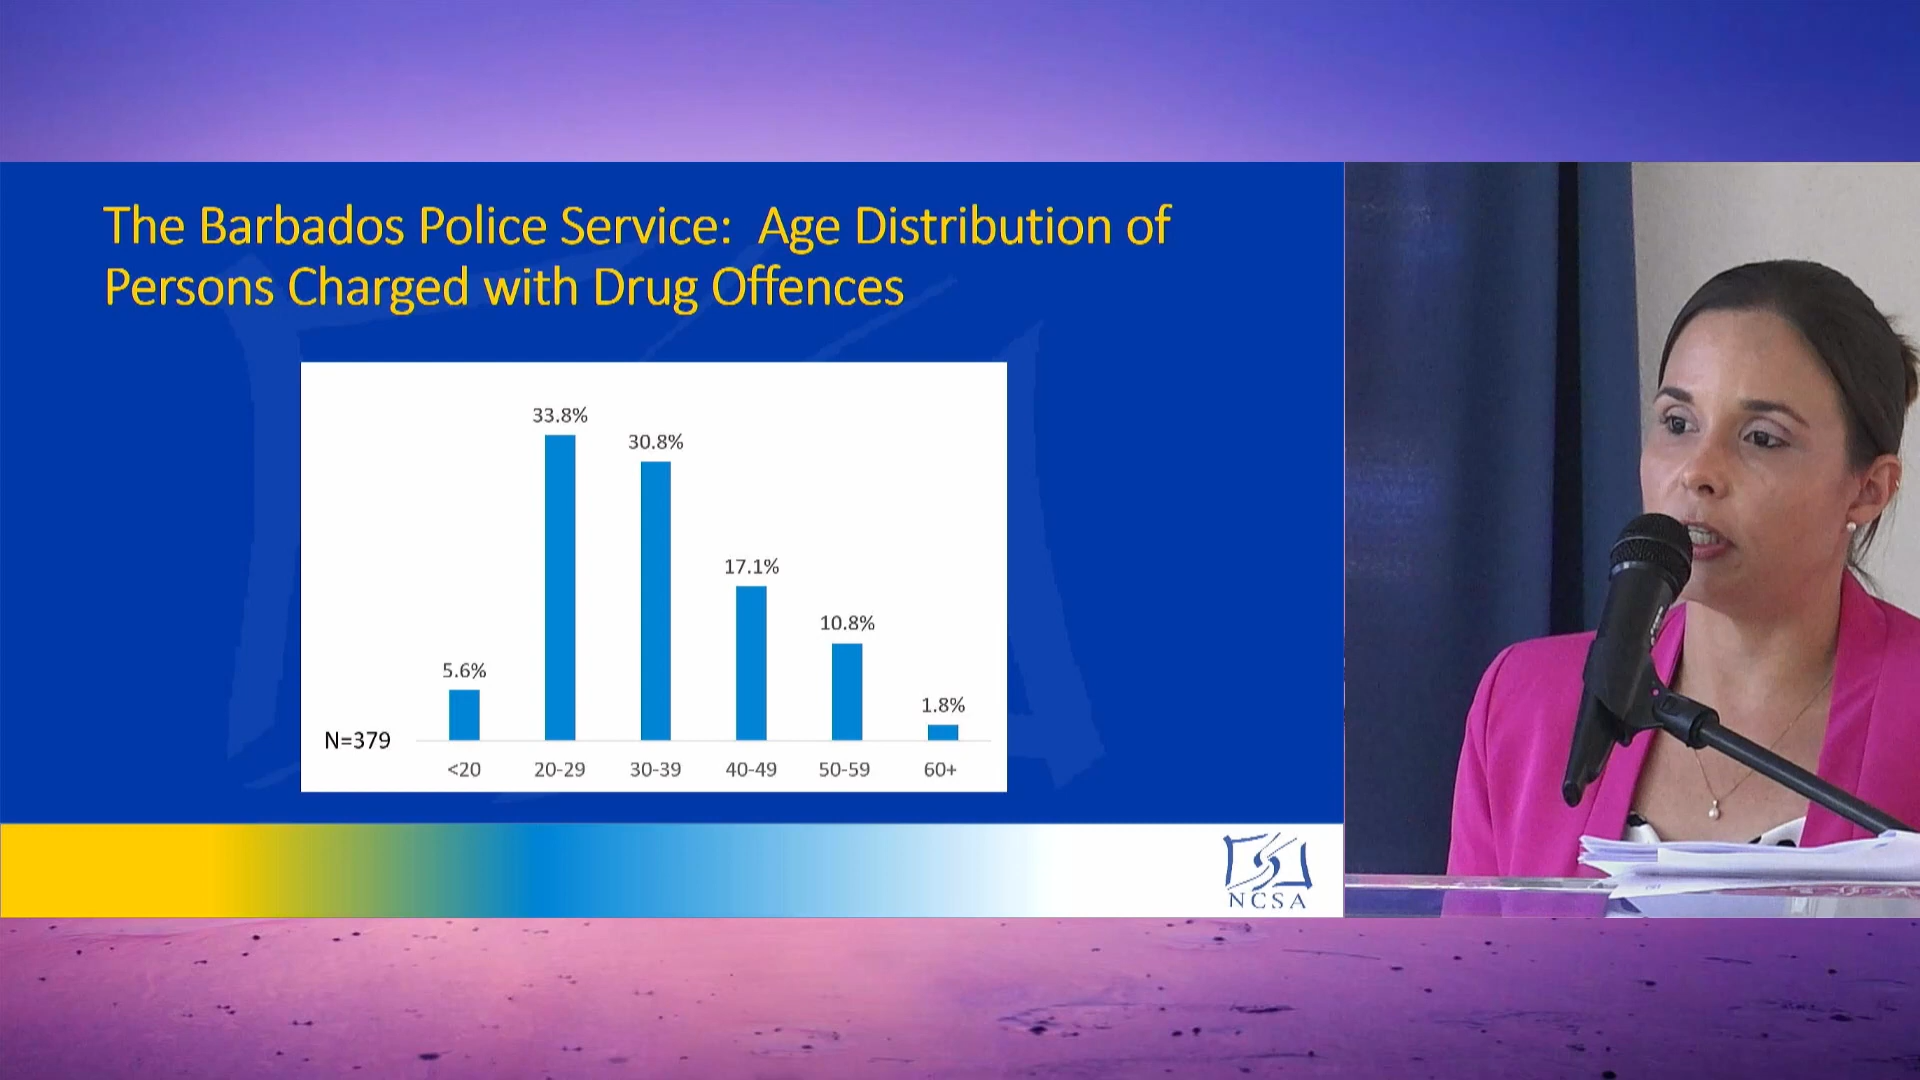 The Barbados Police Service:  Age Distribution of
Persons Charged with Drug Offences
33.8%
30.8%
17.1%
10.8%
5.6%
1.8%
N=379
<20 20-29 30-39 40-49 50-59 60+
NCSA